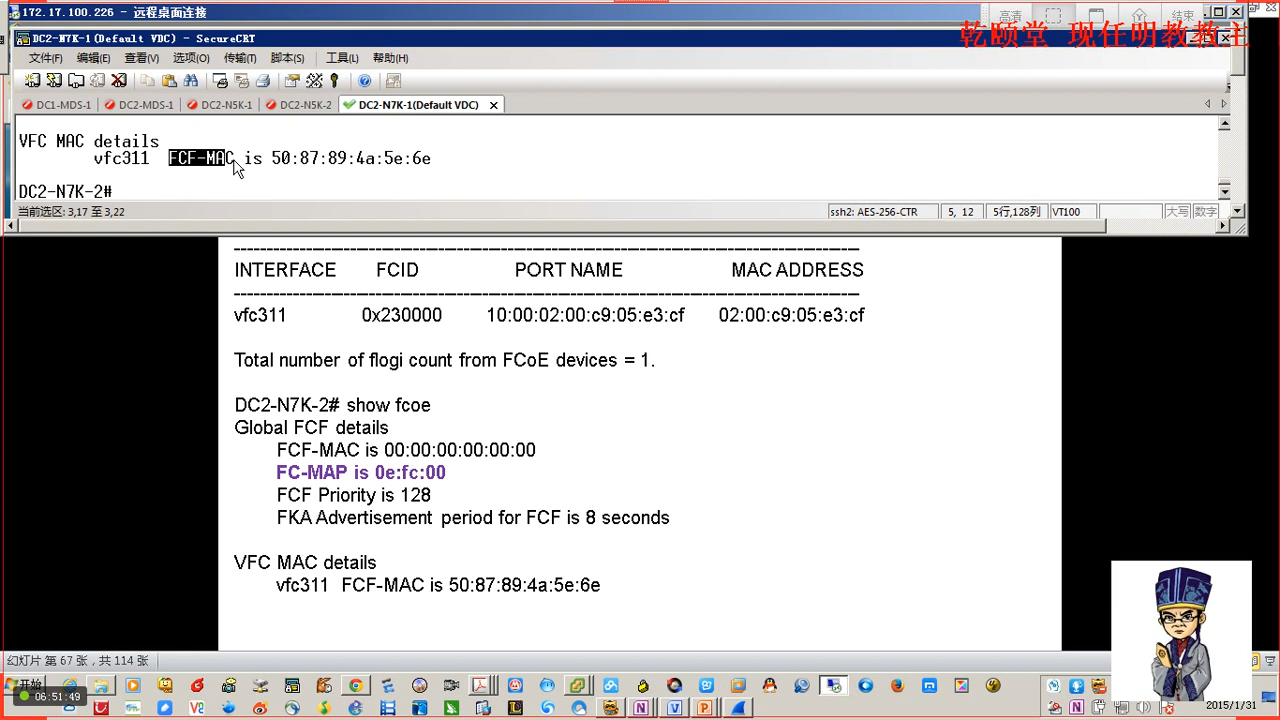 172.17.100.226 - 远程桌面连接
高清
结束
乾颐堂 现任明教教主
DC2-N7K-1(Default VDC) - SecureCRT
文件(F) 编辑(E) 查看(V) 选项(O) 传输(T) 脚本(S) 工具(L) 帮助(H)
DC1-MDS-1 DC2-MDS-1 DC2-N5K-1 DC2-N5K-2 DC2-N7K-1(Default VDC)
VFC MAC details
vfc311 FCF-MAC is 50:87:89:4a:5e:6e
DC2-N7K-2#
当前选区: 3,17 至 3,22
ssh2: AES-256-CTR 5, 12 5行,128列 VT100 大写 数字
-----------------------------------------------------------------------
INTERFACE FCID PORT NAME MAC ADDRESS
-----------------------------------------------------------------------
vfc311 0x230000 10:00:02:00:c9:05:e3:cf 02:00:c9:05:e3:cf
Total number of flogi count from FCoE devices = 1.
DC2-N7K-2# show fcoe
Global FCF details
FCF-MAC is 00:00:00:00:00:00
FC-MAP is 0e:fc:00
FCF Priority is 128
FKA Advertisement period for FCF is 8 seconds
VFC MAC details
vfc311 FCF-MAC is 50:87:89:4a:5e:6e
幻灯片 第 67 张，共 114 张
开始
06:51:49
2015/1/31